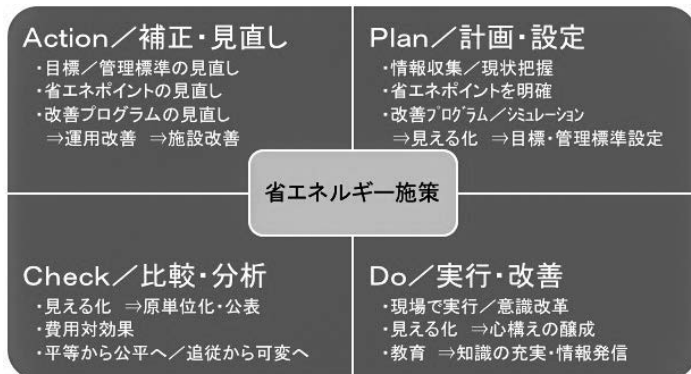 Action／補正・見直し
・目標／管理標準の見直し
・省エネポイントの見直し
・改善プログラムの見直し
⇒運用改善 ⇒施設改善
Plan／計画・設定
・情報収集／現状把握
・省エネポイントを明確
・改善ﾌﾟﾛｸﾞﾗﾑ／ｼﾐｭﾚｰｼｮﾝ
⇒見える化 ⇒目標・管理標準設定
省エネルギー施策
Check／比較・分析
・見える化 ⇒原単位化・公表
・費用対効果
・平等から公平へ／追従から可変へ
Do／実行・改善
・現場で実行／意識改革
・見える化 ⇒心構えの醸成
・教育 ⇒知識の充実・情報発信